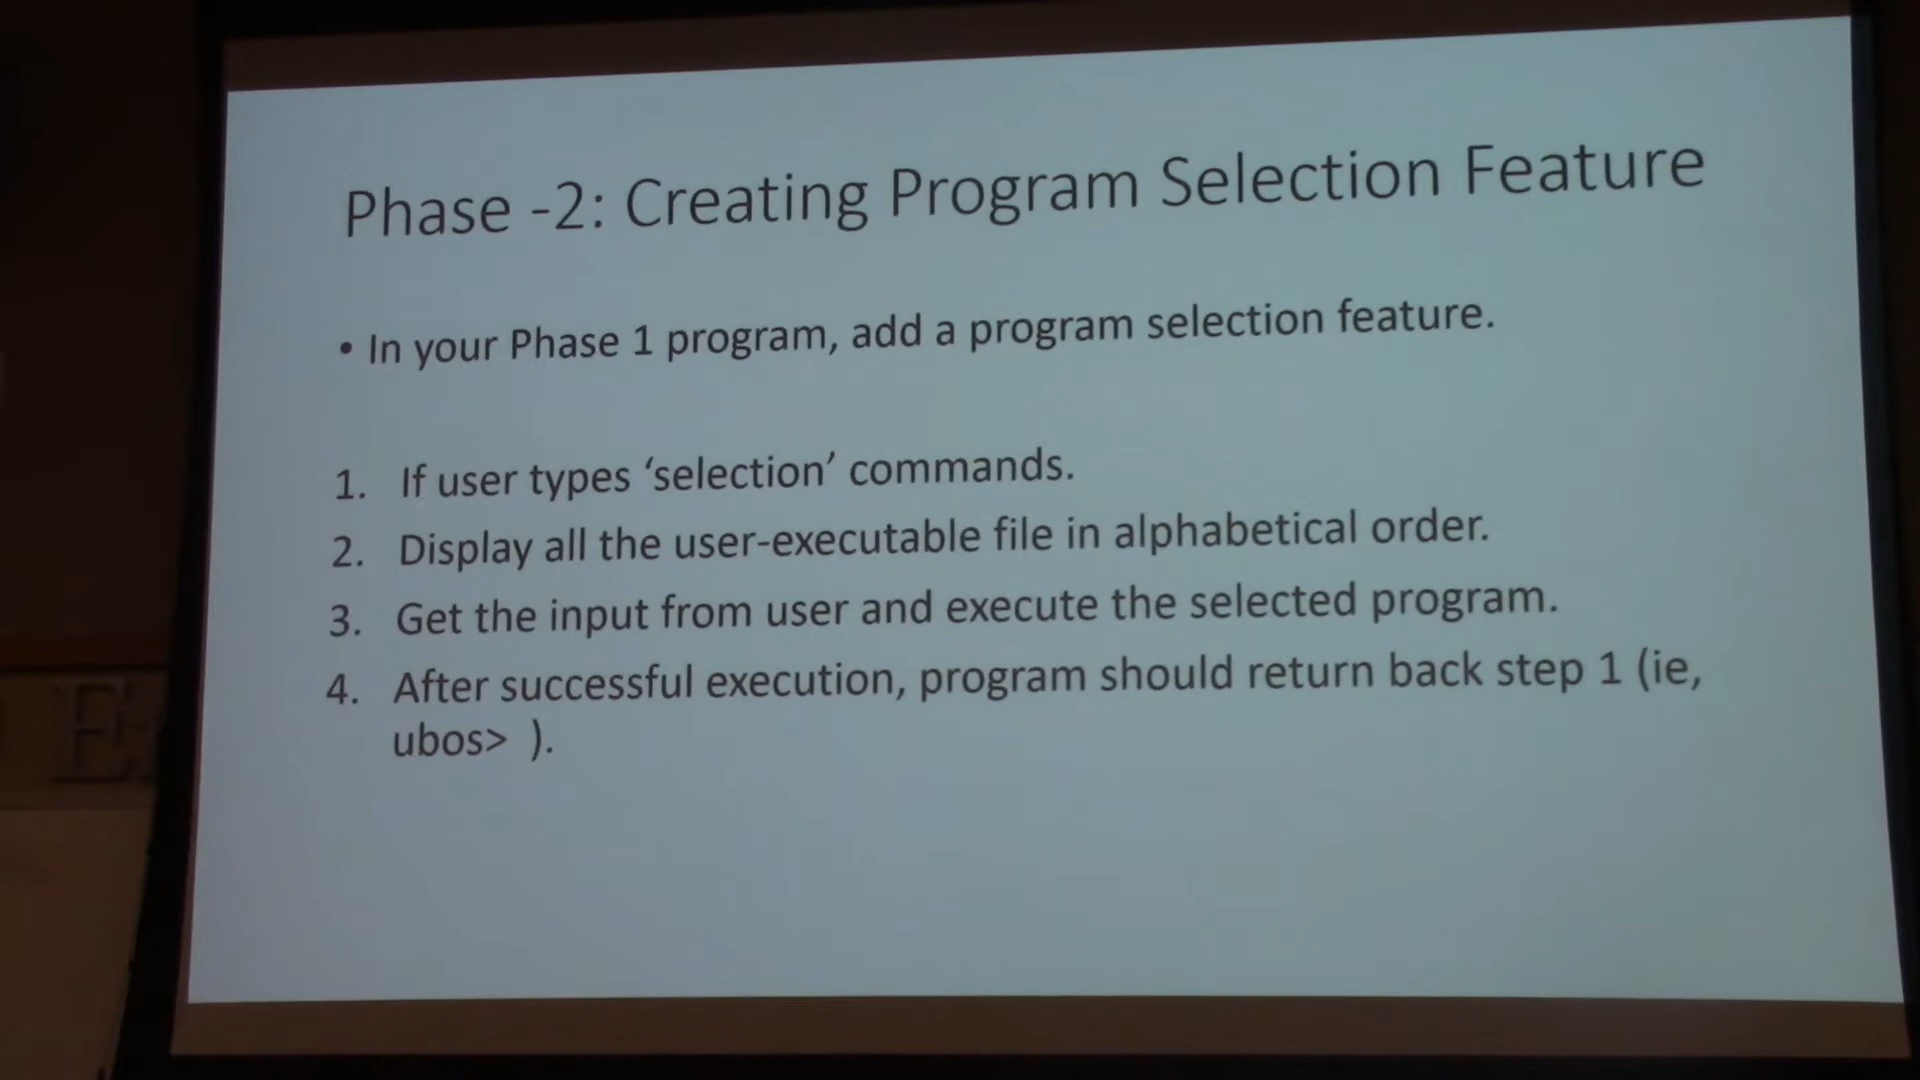 Phase -2: Creating Program Selection Feature
• In your Phase 1 program, add a program selection feature.
1. If user types ‘selection’ commands.
2. Display all the user-executable file in alphabetical order.
3. Get the input from user and execute the selected program.
4. After successful execution, program should return back step 1 (ie,
ubos> ).